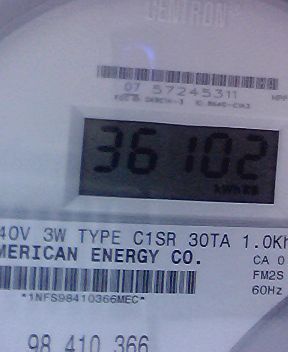 CENTRON
07 57245311
36102
kWh
40V 3W TYPE C1SR 30TA 1.0Kh
MERICAN ENERGY CO.
CA 0
FM2S
*1NFS98410366MEC*
60Hz
98 410 366